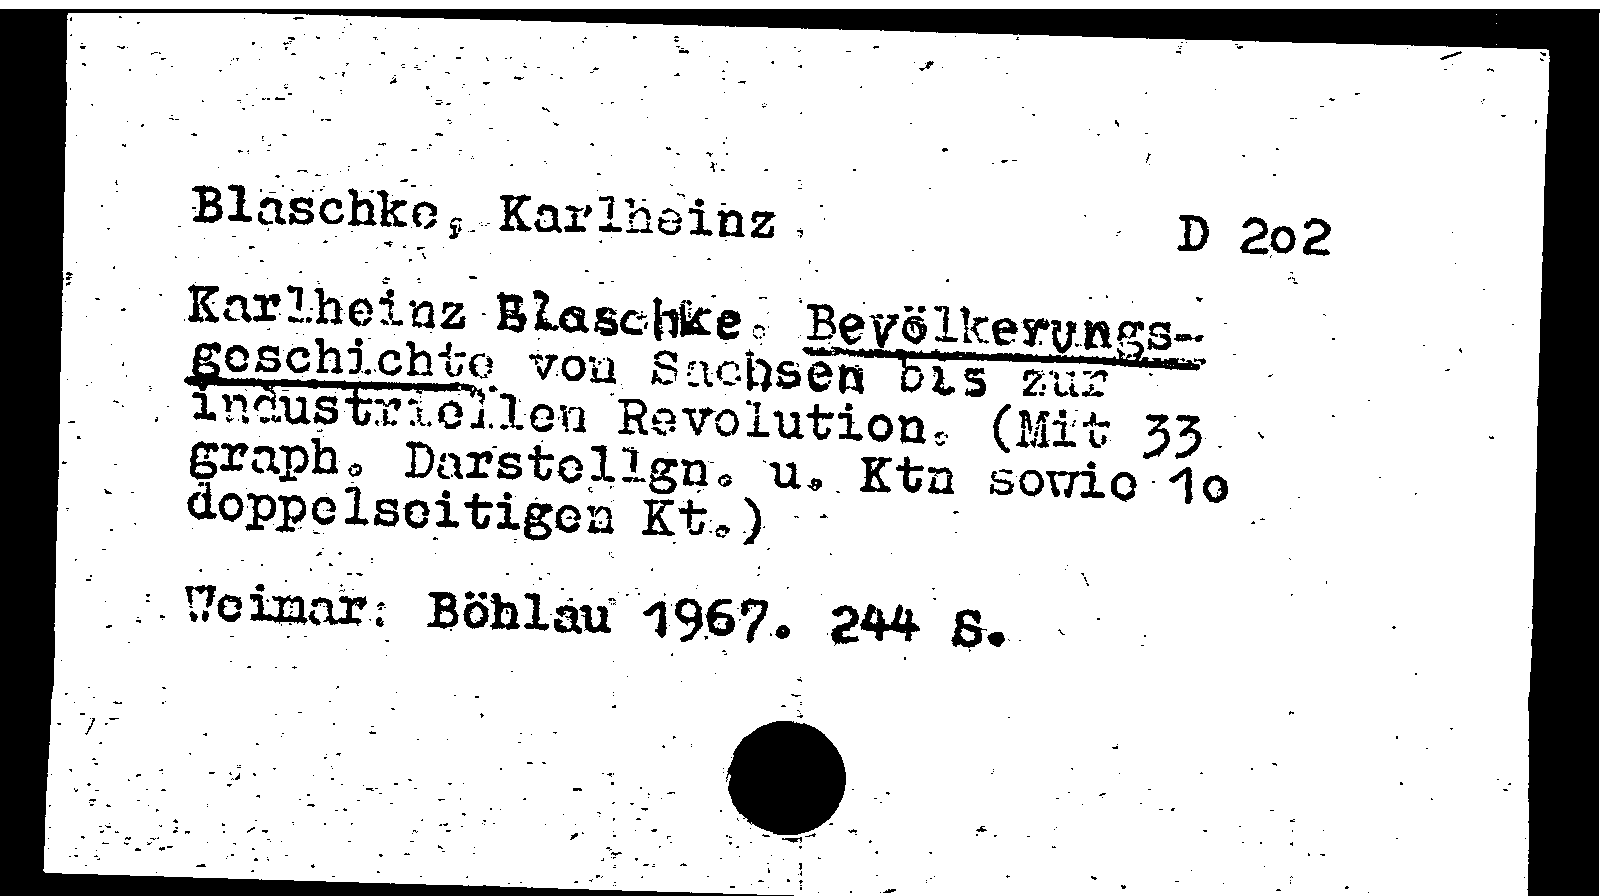 Blaschke, Karlheinz
D 2o2
Karlheinz Blaschke. Bevölkerungs-
geschichte von Sachsen bis zur
industriellen Revolution. (Mit 33
graph. Darstellgn. u. Ktn sowie 1o
doppelseitigen Kt.)
Weimar: Böhlau 1967. 244 S.